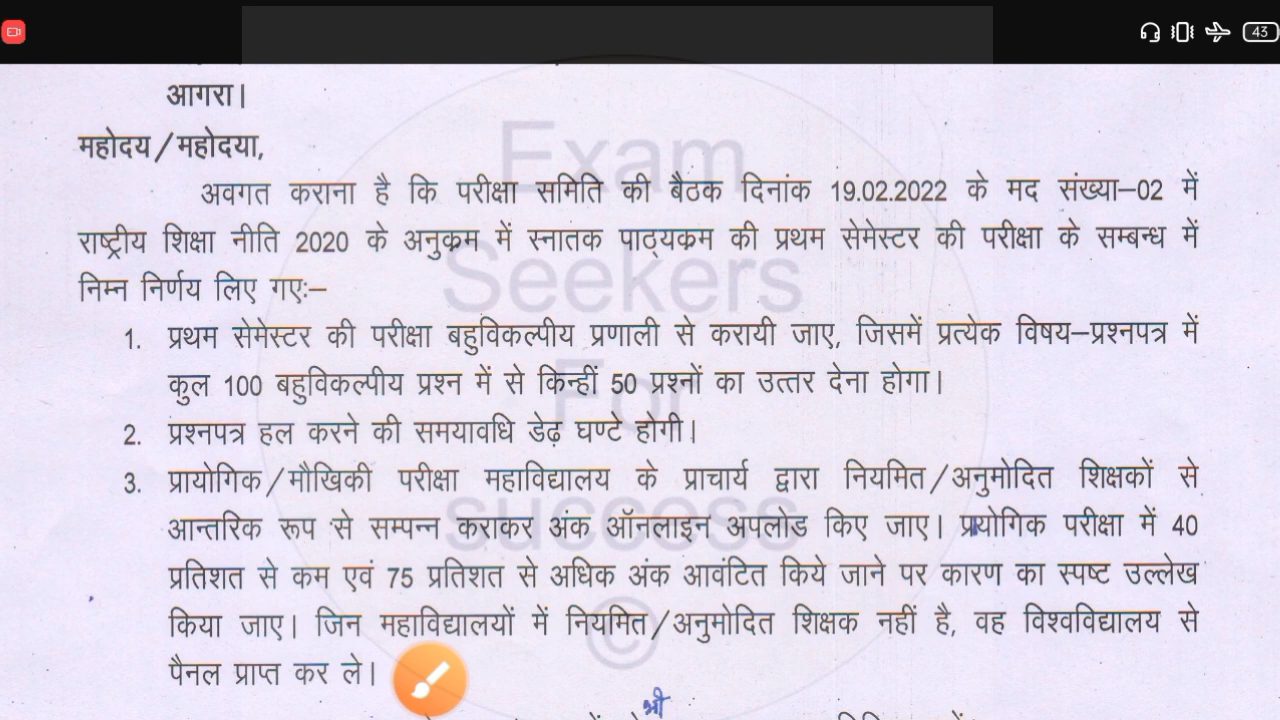 43
आगरा।
महोदय/महोदया,
अवगत कराना है कि परीक्षा समिति की बैठक दिनांक 19.02.2022 के मद संख्या–02 में
राष्ट्रीय शिक्षा नीति 2020 के अनुक्रम में स्नातक पाठ्यक्रम की प्रथम सेमेस्टर की परीक्षा के सम्बन्ध में
निम्न निर्णय लिए गए:–
1. प्रथम सेमेस्टर की परीक्षा बहुविकल्पीय प्रणाली से करायी जाए, जिसमें प्रत्येक विषय–प्रश्नपत्र में
कुल 100 बहुविकल्पीय प्रश्न में से किन्हीं 50 प्रश्नों का उत्तर देना होगा।
2. प्रश्नपत्र हल करने की समयावधि डेढ़ घण्टे होगी।
3. प्रायोगिक/मौखिकी परीक्षा महाविद्यालय के प्राचार्य द्वारा नियमित/अनुमोदित शिक्षकों से
आन्तरिक रूप से सम्पन्न कराकर अंक ऑनलाइन अपलोड किए जाए। प्रायोगिक परीक्षा में 40
प्रतिशत से कम एवं 75 प्रतिशत से अधिक अंक आवंटित किये जाने पर कारण का स्पष्ट उल्लेख
किया जाए। जिन महाविद्यालयों में नियमित/अनुमोदित शिक्षक नहीं है, वह विश्वविद्यालय से
पैनल प्राप्त कर ले।
भी
Exam
Seekers
For
success
©